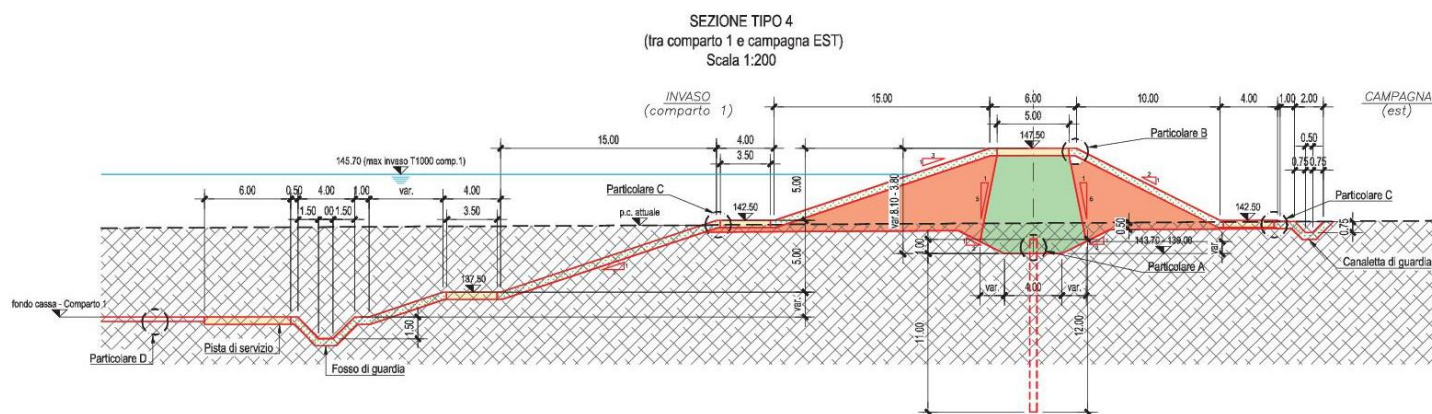 SEZIONE TIPO 4
(tra comparto 1 e campagna EST)
Scala 1:200
INVASO
(comparto 1)
CAMPAGNA
(est)
15.00
6.00
10.00
4.00
1.00
2.00
5.00
147.50
Particolare B
0.50
0.75
0.75
15.00
4.00
3.50
145.70 (max invaso T1000 comp.1)
Particolare C
142.50
p.c. attuale
5.00
var.8.10 - 3.80
2
1
5
1
6
2
142.50
Particolare C
0.75
Canaletta di guardia
6.00
0.50
4.00
1.00
var.
4.00
1.50
1.50
3.50
1.00
0.50
143.70 - 139.00
var.
Particolare A
137.50
5.00
var.
var.
4.00
var.
fondo cassa - Comparto 1
1.50
11.00
12.00
Particolare D
Pista di servizio
Fosso di guardia